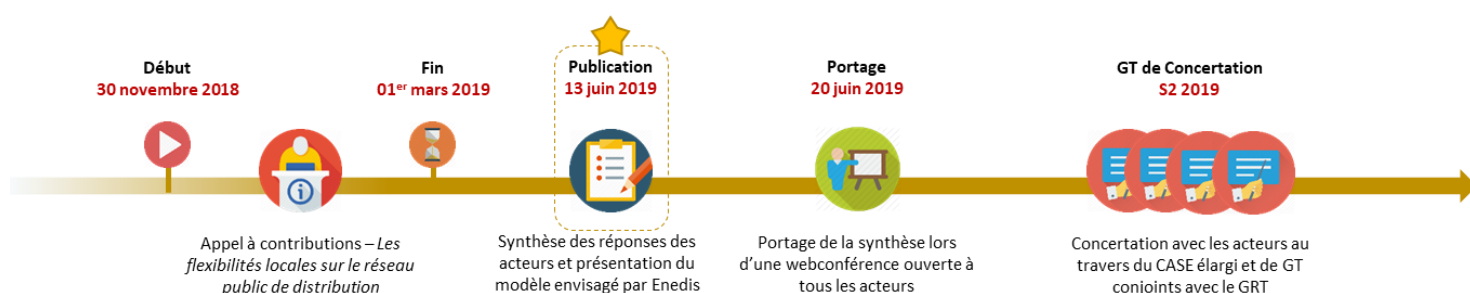 Début
30 novembre 2018
Fin
01er mars 2019
Publication
13 juin 2019
Portage
20 juin 2019
GT de Concertation
S2 2019
Appel à contributions – Les
flexibilités locales sur le réseau
public de distribution
Synthèse des réponses des
acteurs et présentation du
modèle envisagé par Enedis
Portage de la synthèse lors
d’une webconférence ouverte à
tous les acteurs
Concertation avec les acteurs au
travers du CASE élargi et de GT
conjoints avec le GRT